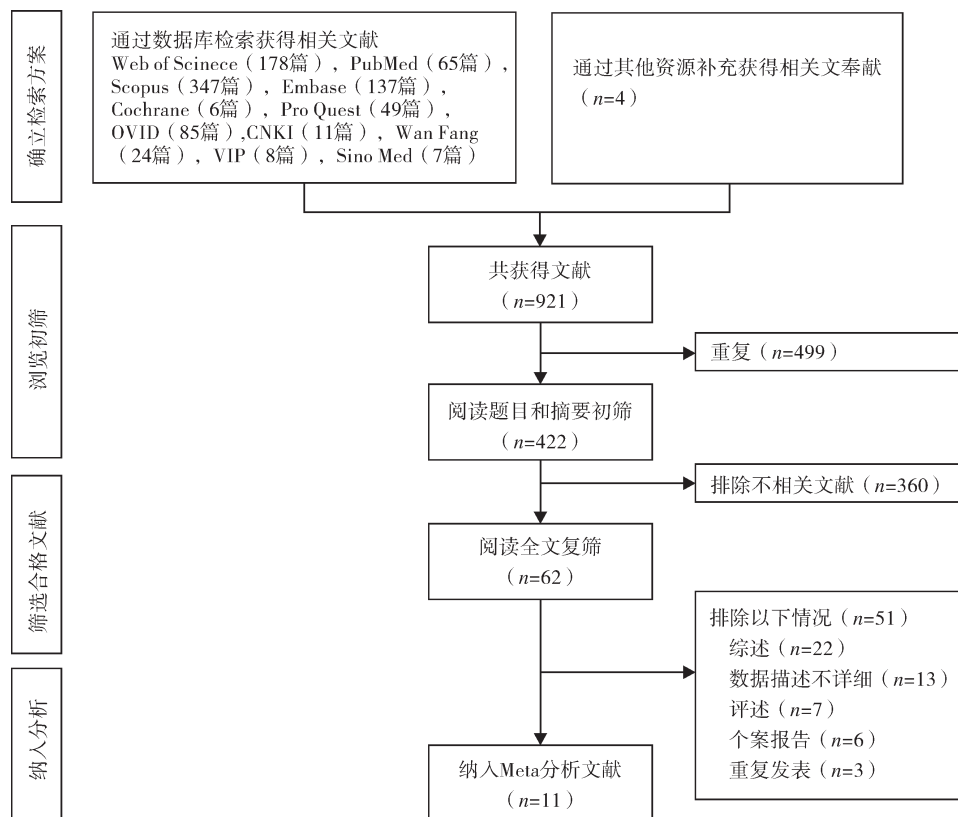 确立检索方案
通过数据库检索获得相关文献
Web of Scinece（178篇），PubMed（65篇），
Scopus（347篇）， Embase（137篇），
Cochrane（6篇），Pro Quest（49篇），
OVID（85篇）,CNKI（11篇）， Wan Fang
（24篇），VIP（8篇），Sino Med（7篇）
通过其他资源补充获得相关文奉献
（n=4）
浏览初筛
共获得文献
（n=921）
重复（n=499）
阅读题目和摘要初筛
（n=422）
筛选合格文献
排除不相关文献（n=360）
阅读全文复筛
（n=62）
排除以下情况（n=51）
综述（n=22）
数据描述不详细（n=13）
评述（n=7）
个案报告（n=6）
重复发表（n=3）
纳入分析
纳入Meta分析文献
（n=11）